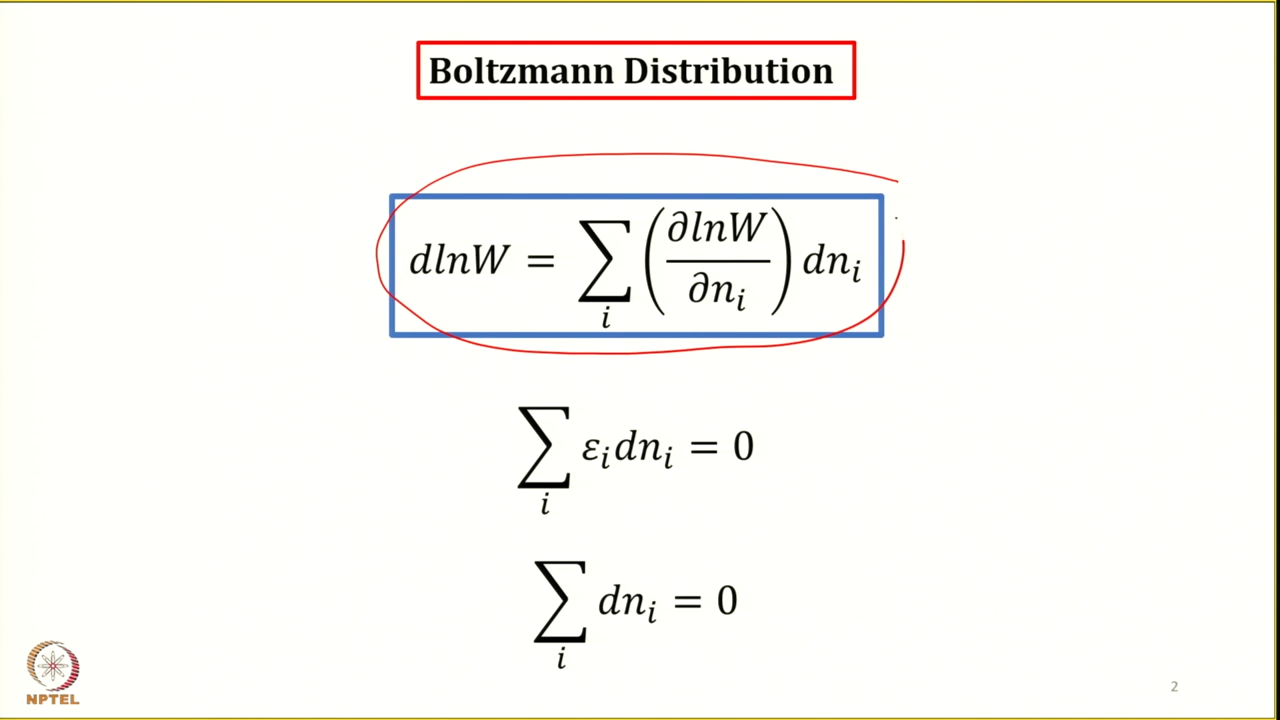 Boltzmann Distribution
dlnW = ∑_i (∂lnW/∂n_i) dn_i
∑_i ε_i dn_i = 0
∑_i dn_i = 0
NPTEL
2